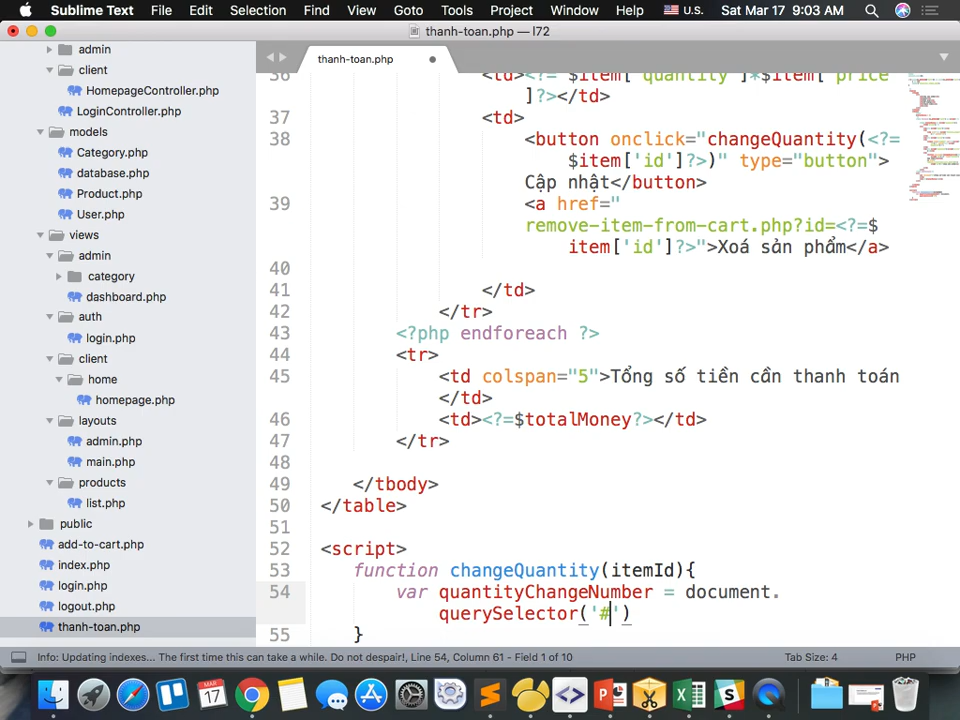 Sublime Text File Edit Selection Find View Goto Tools Project Window Help U.S. Sat Mar 17 9:03 AM
thanh-toan.php — l72
admin
client
HomepageController.php
LoginController.php
models
Category.php
database.php
Product.php
User.php
views
admin
category
dashboard.php
auth
login.php
client
home
homepage.php
layouts
admin.php
main.php
products
list.php
public
add-to-cart.php
index.php
login.php
logout.php
thanh-toan.php
thanh-toan.php
36 <td><?= $item['quantity']*$item['price
]?></td>
37 <td>
38 <button onclick="changeQuantity(<?=
$item['id']?>)" type="button">
Cập nhật</button>
39 <a href="
remove-item-from-cart.php?id=<?=$
item['id']?>">Xoá sản phẩm</a>
40
41 </td>
42 </tr>
43 <?php endforeach ?>
44 <tr>
45 <td colspan="5">Tổng số tiền cần thanh toán
</td>
46 <td><?=$totalMoney?></td>
47 </tr>
48
49 </tbody>
50 </table>
51
52 <script>
53 function changeQuantity(itemId){
54 var quantityChangeNumber = document.
querySelector('#')
55 }
Info: Updating indexes... The first time this can take a while. Do not despair!, Line 54, Column 61 - Field 1 of 10 Tab Size: 4 PHP
MAR
17